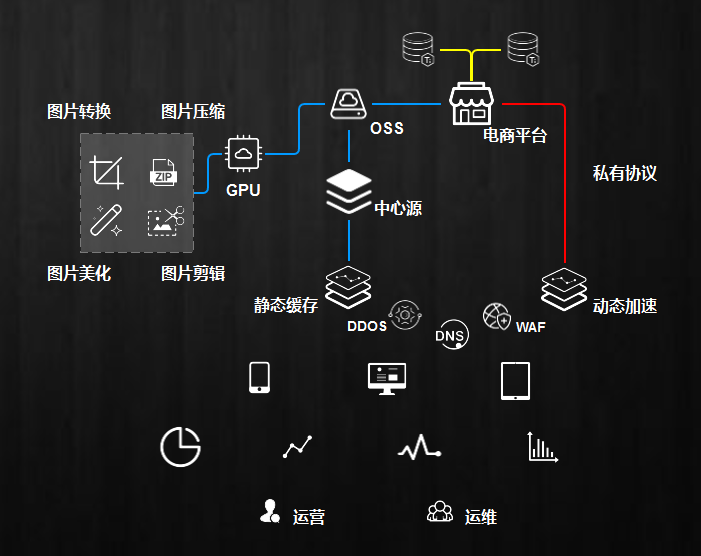 图片转换
图片压缩
OSS
电商平台
ZIP
GPU
私有协议
中心源
图片美化
图片剪辑
静态缓存
动态加速
DDOS
DNS
WAF
运营
运维